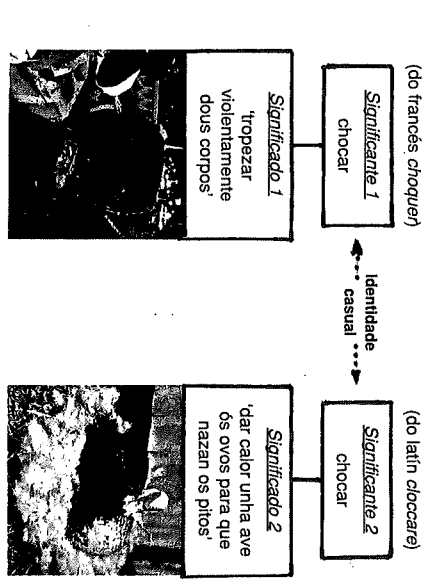 (do francés choquer)
Significante 1
chocar
Significado 1
'tropezar
violentamente
dous corpos'
Identidade
casual
(do latín cloccare)
Significante 2
chocar
Significado 2
'dar calor unha ave
ós ovos para que
nazan os pitos'